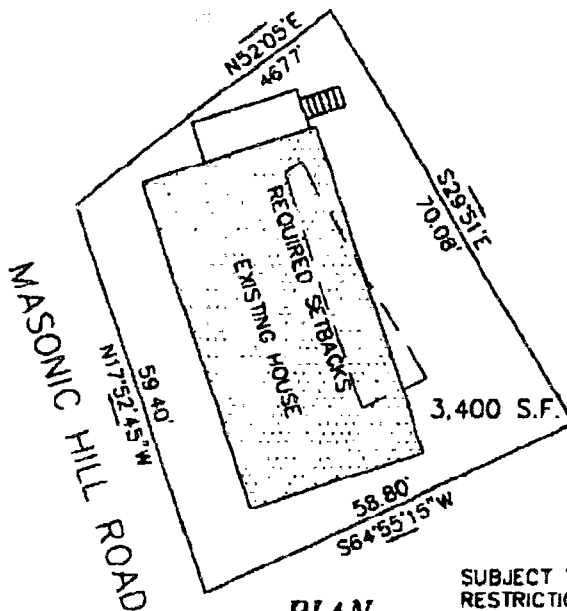 N52°05'E
46.77'
S29°51'E
70.08'
REQUIRED SETBACKS
EXISTING HOUSE
MASONIC HILL ROAD
59.40'
N17°52'45"W
3,400 S.F.
58.80'
S64°55'15"W
PLAN
SUBJECT
RESTRICTIO